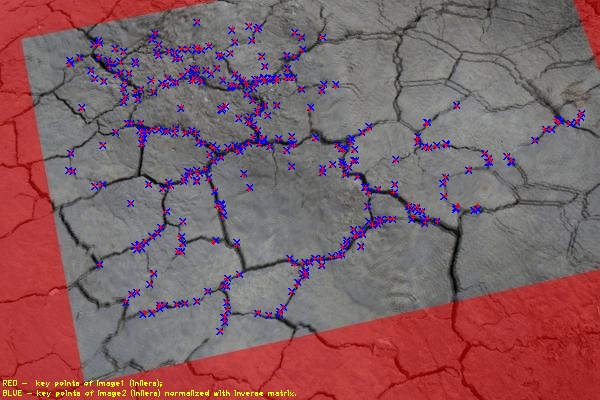 RED - key points of image1 (inliers);
BLUE - key points of image2 (inliers) normalized with inverse matrix.